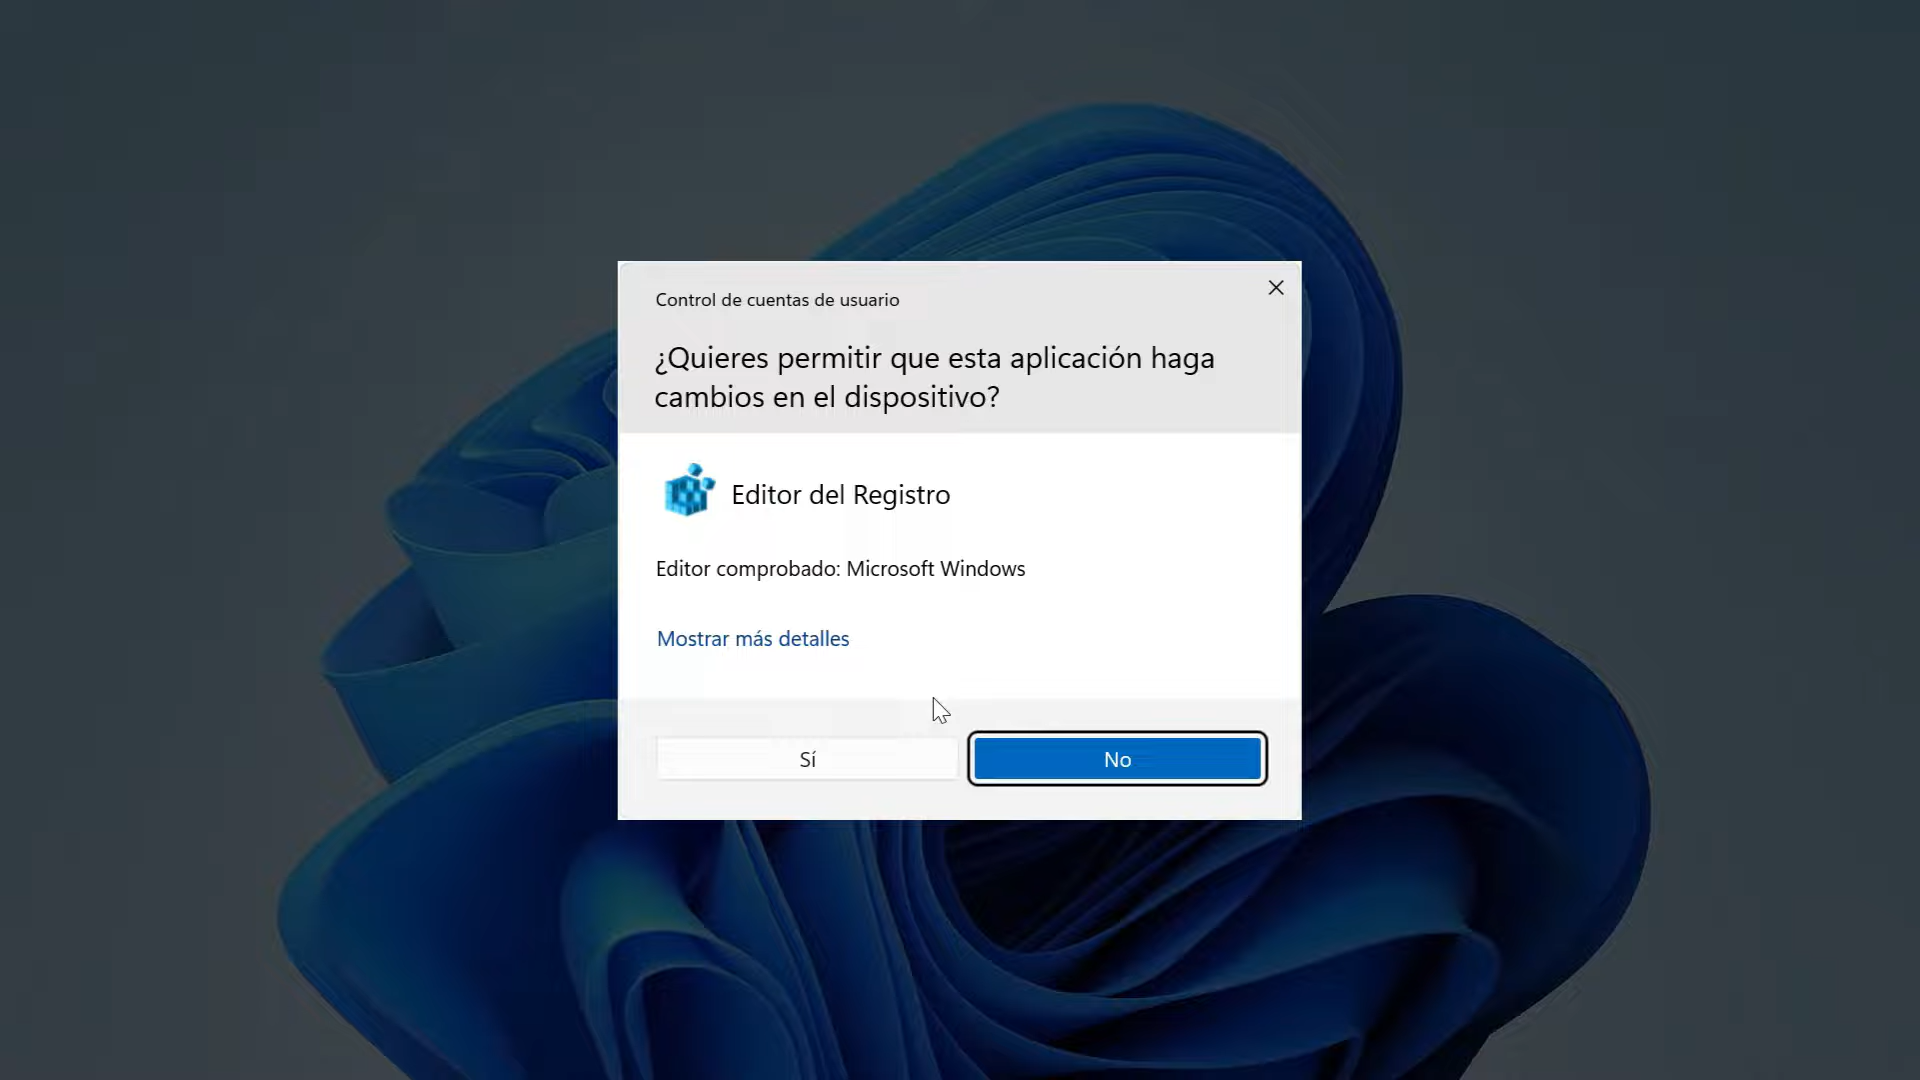 Control de cuentas de usuario
¿Quieres permitir que esta aplicación haga
cambios en el dispositivo?
Editor del Registro
Editor comprobado: Microsoft Windows
Mostrar más detalles
Sí
No